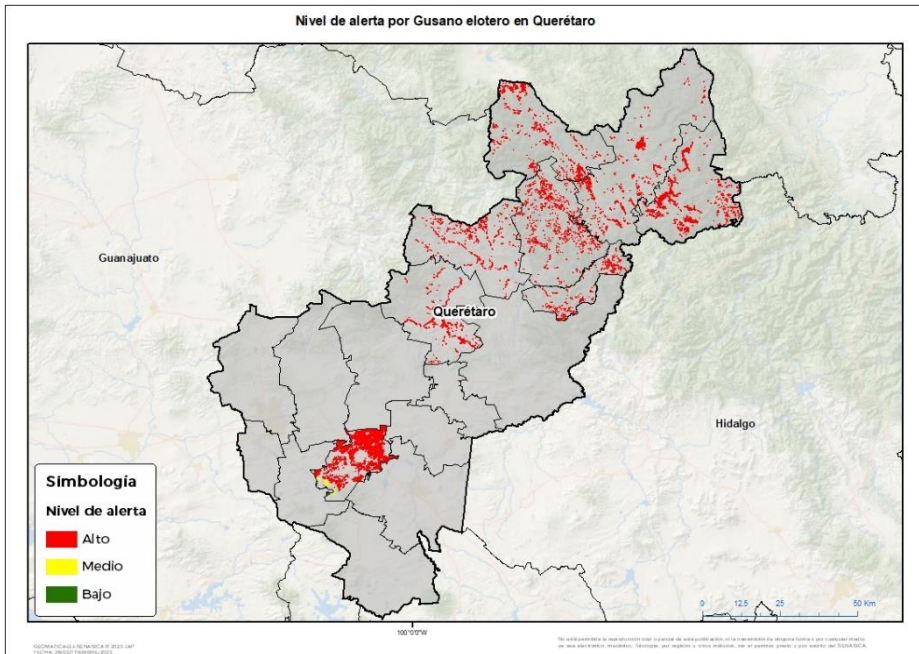 Nivel de alerta por Gusano elotero en Querétaro
Guanajuato
Querétaro
Hidalgo
Simbología
Nivel de alerta
Alto
Medio
Bajo
0 12.5 25 50 Km
100°0'0"W